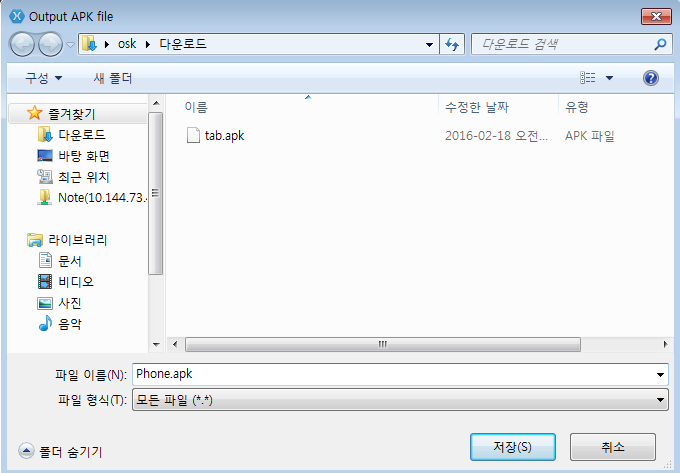 Output APK file
osk
다운로드
다운로드 검색
구성
새 폴더
즐겨찾기
다운로드
바탕 화면
최근 위치
Note(10.144.73.
라이브러리
문서
비디오
사진
음악
이름
수정한 날짜
유형
tab.apk
2016-02-18 오전...
APK 파일
파일 이름(N):
Phone.apk
파일 형식(T):
모든 파일 (*.*)
폴더 숨기기
저장(S)
취소